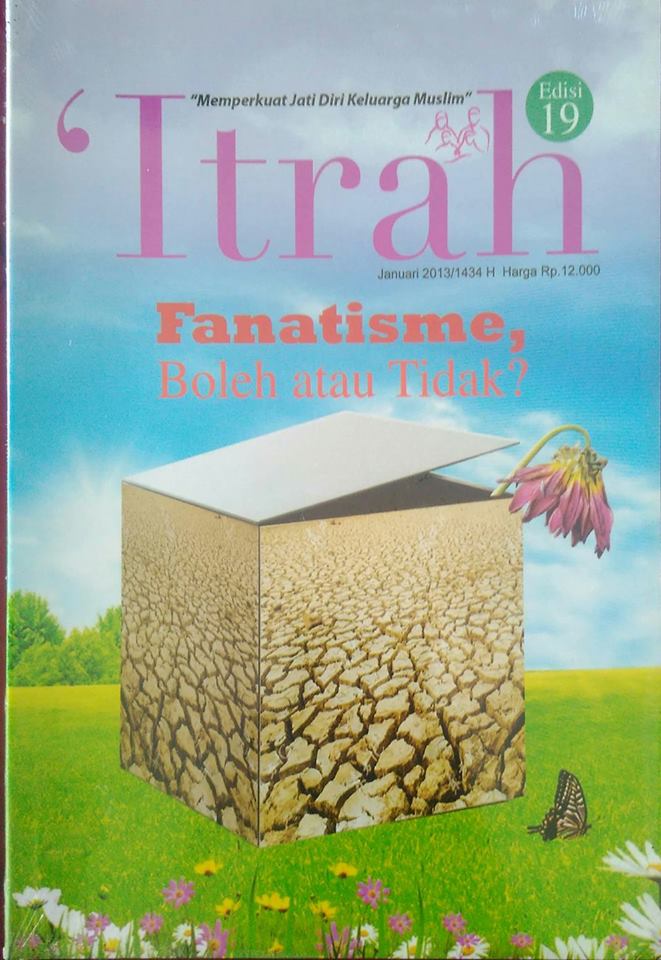 "Memperkuat Jati Diri Keluarga Muslim"
Edisi
19
‘Itrah
Januari 2013/1434 H Harga Rp.12.000
Fanatisme,
Boleh atau Tidak?